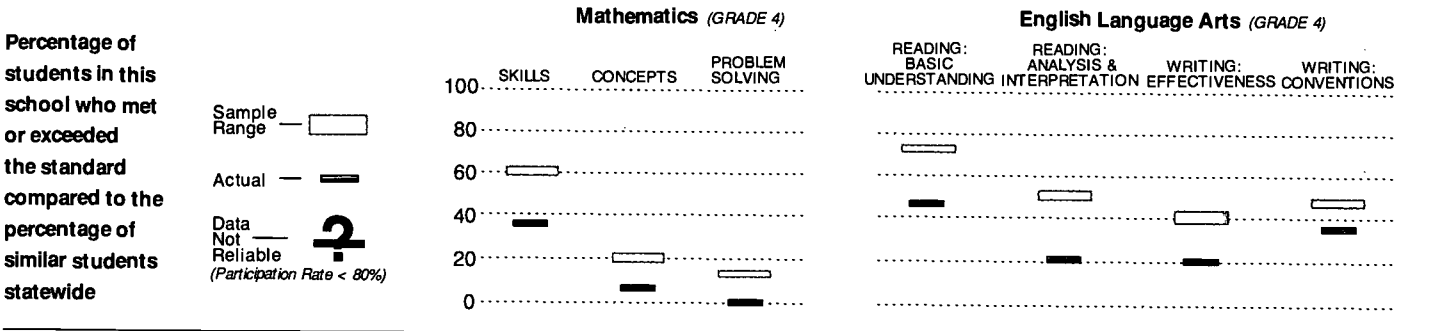 Percentage of
students in this
school who met
or exceeded
the standard
compared to the
percentage of
similar students
statewide
Sample
Range
Actual
Data
Not
Reliable
?
(Participation Rate < 80%)
Mathematics (GRADE 4)
SKILLS
CONCEPTS
PROBLEM
SOLVING
100
80
60
40
20
0
English Language Arts (GRADE 4)
READING:
BASIC
UNDERSTANDING
READING:
ANALYSIS &
INTERPRETATION
WRITING:
EFFECTIVENESS
WRITING:
CONVENTIONS